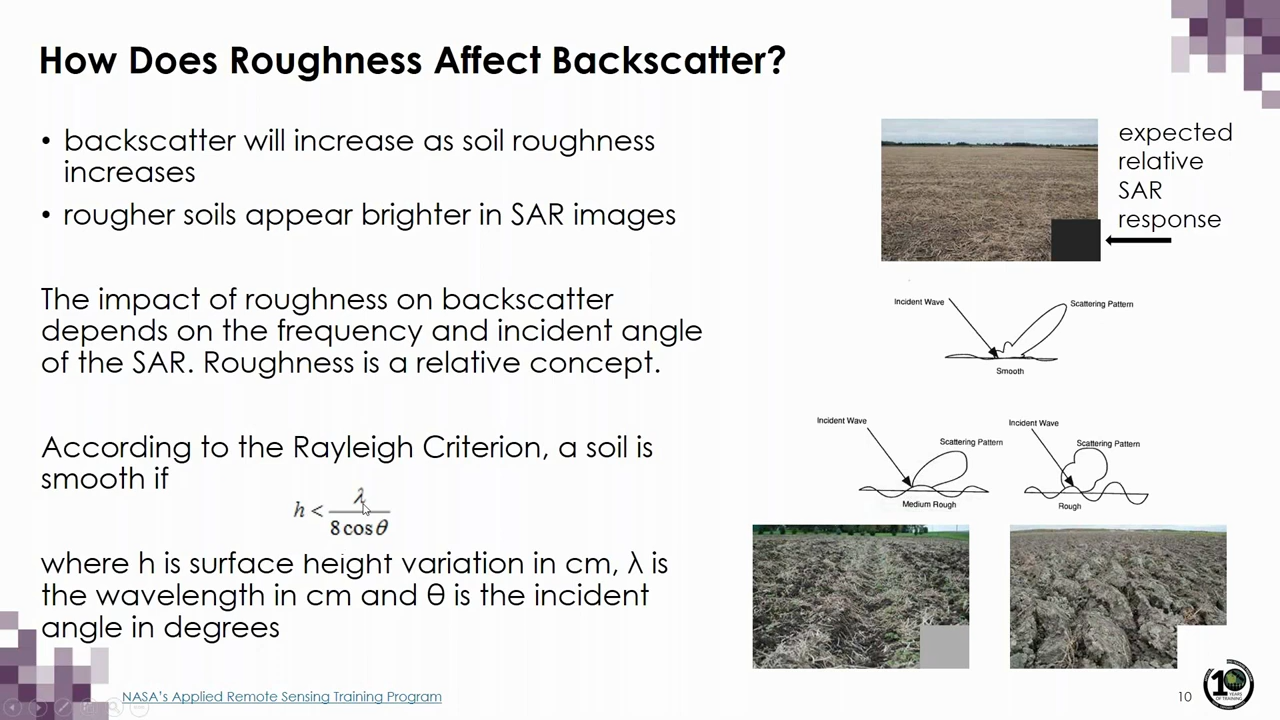 How Does Roughness Affect Backscatter?
• backscatter will increase as soil roughness
increases
• rougher soils appear brighter in SAR images
The impact of roughness on backscatter
depends on the frequency and incident angle
of the SAR. Roughness is a relative concept.
According to the Rayleigh Criterion, a soil is
smooth if
h < λ / 8 cos θ
where h is surface height variation in cm, λ is
the wavelength in cm and θ is the incident
angle in degrees
expected
relative
SAR
response
Incident Wave
Scattering Pattern
Smooth
Incident Wave
Scattering Pattern
Medium Rough
Incident Wave
Scattering Pattern
Rough
NASA's Applied Remote Sensing Training Program
10
10
YEARS
OF TRAINING